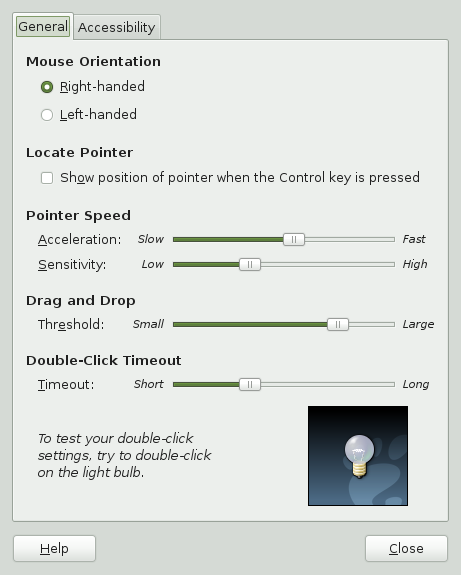 General Accessibility
Mouse Orientation
Right-handed
Left-handed
Locate Pointer
Show position of pointer when the Control key is pressed
Pointer Speed
Acceleration: Slow Fast
Sensitivity: Low High
Drag and Drop
Threshold: Small Large
Double-Click Timeout
Timeout: Short Long
To test your double-click
settings, try to double-click
on the light bulb.
Help Close